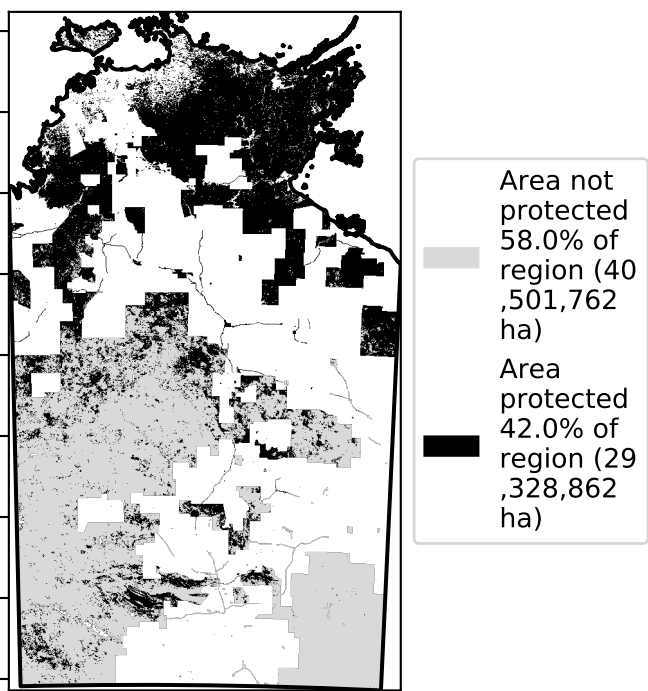 Area not
protected
58.0% of
region (40
,501,762
ha)
Area
protected
42.0% of
region (29
,328,862
ha)